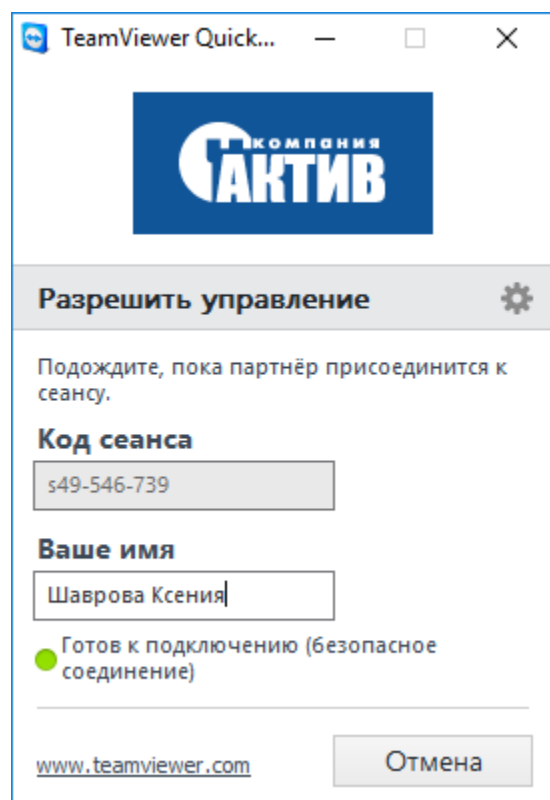 TeamViewer Quick...
компания
АКТИВ
Разрешить управление
Подождите, пока партнёр присоединится к
сеансу.
Код сеанса
s49-546-739
Ваше имя
Шаврова Ксения
Готов к подключению (безопасное
соединение)
www.teamviewer.com
Отмена